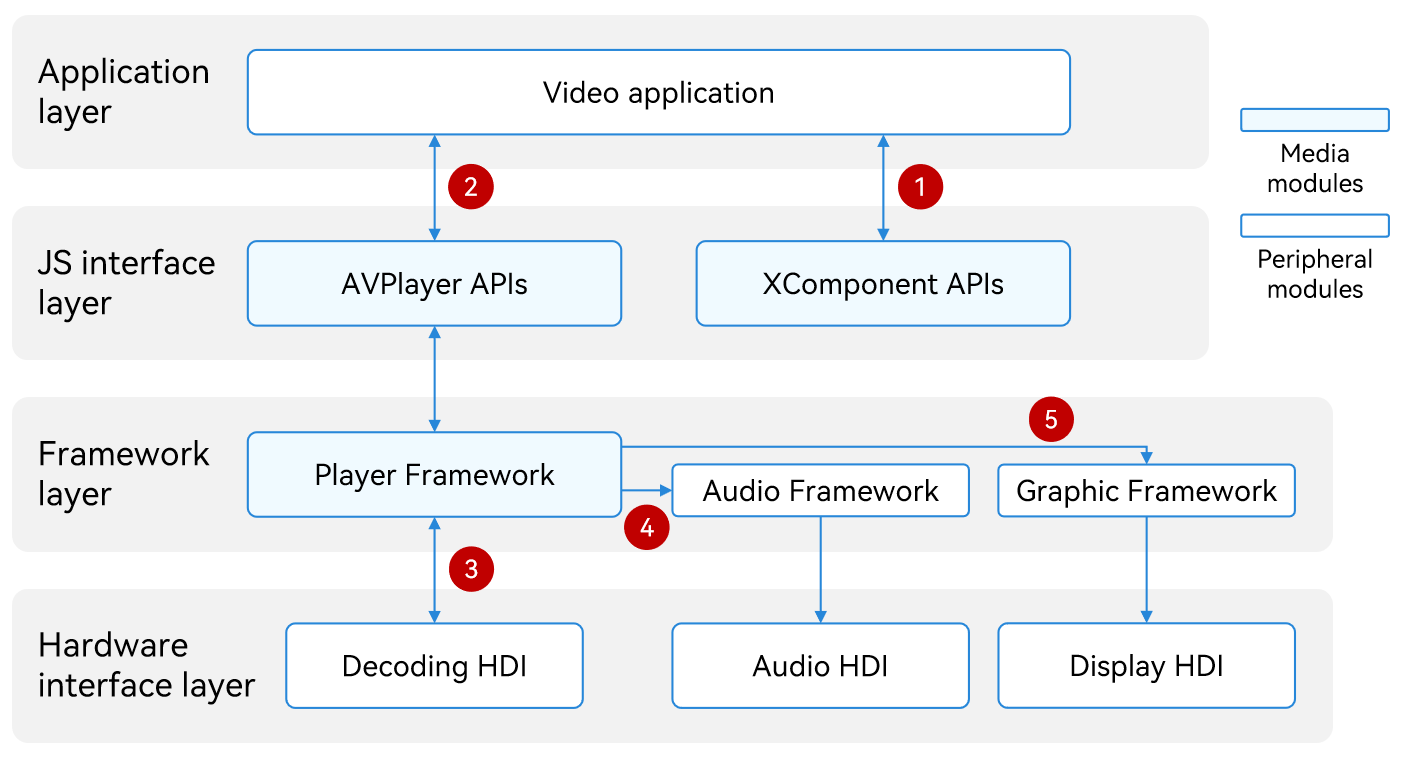 Application
layer
Video application
2
1
Media
modules
Peripheral
modules
JS interface
layer
AVPlayer APIs
XComponent APIs
Framework
layer
Player Framework
5
Audio Framework
Graphic Framework
4
3
Hardware
interface layer
Decoding HDI
Audio HDI
Display HDI